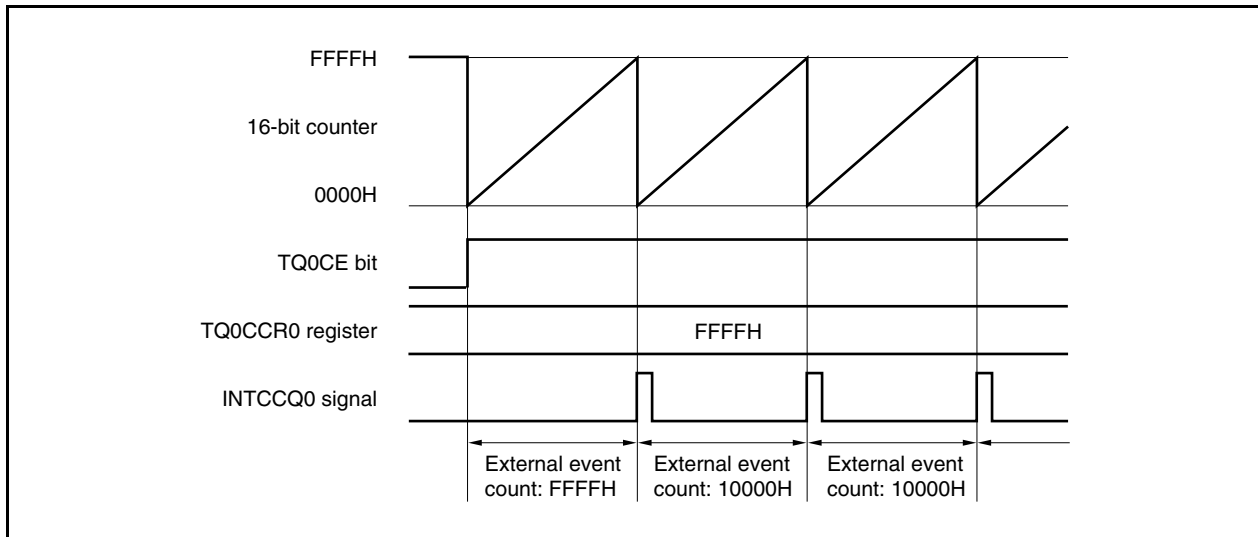 FFFFH
16-bit counter
0000H
TQ0CE bit
TQ0CCR0 register
FFFFH
INTCCQ0 signal
External event
count: FFFFH
External event
count: 10000H
External event
count: 10000H